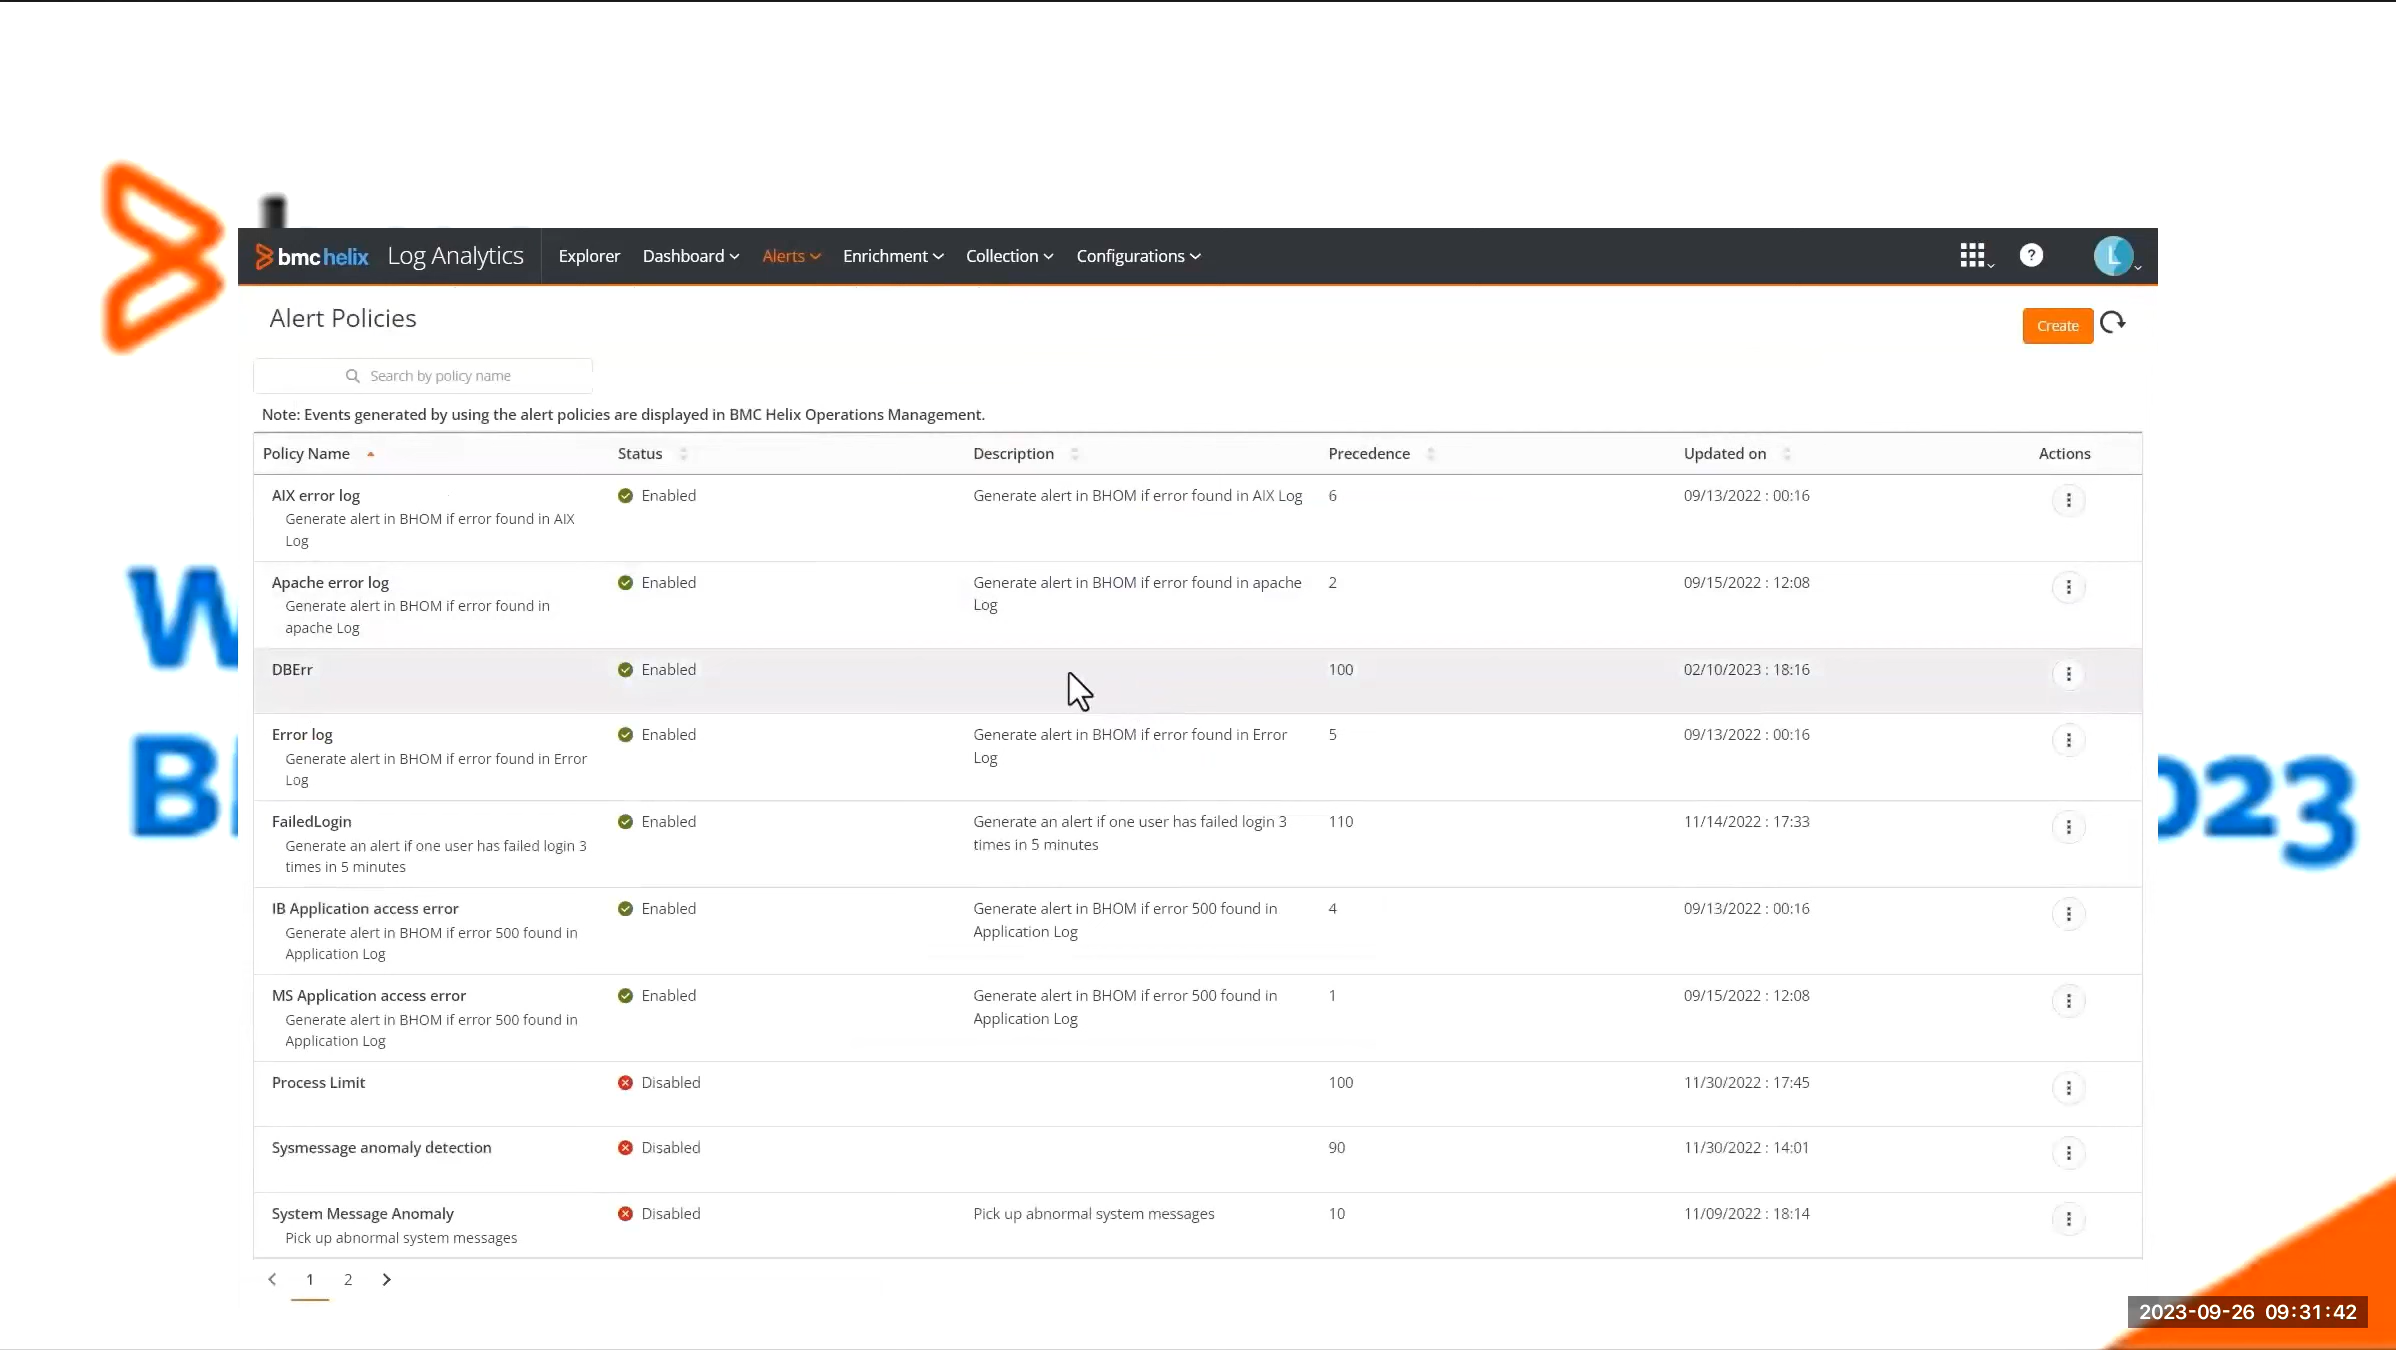 bmc helix Log Analytics Explorer Dashboard Alerts Enrichment Collection Configurations ? L
Alert Policies
Create
Search by policy name
Note: Events generated by using the alert policies are displayed in BMC Helix Operations Management.
Policy Name Status Description Precedence Updated on Actions
AIX error log Enabled Generate alert in BHOM if error found in AIX Log 6 09/13/2022 : 00:16
Generate alert in BHOM if error found in AIX
Log
Apache error log Enabled Generate alert in BHOM if error found in apache 2 09/15/2022 : 12:08
Log
Generate alert in BHOM if error found in
apache Log
DBErr Enabled 100 02/10/2023 : 18:16
Error log Enabled Generate alert in BHOM if error found in Error 5 09/13/2022 : 00:16
Log
Generate alert in BHOM if error found in Error
Log
FailedLogin Enabled Generate an alert if one user has failed login 3 110 11/14/2022 : 17:33
times in 5 minutes
Generate an alert if one user has failed login 3
times in 5 minutes
IB Application access error Enabled Generate alert in BHOM if error 500 found in 4 09/13/2022 : 00:16
Application Log
Generate alert in BHOM if error 500 found in
Application Log
MS Application access error Enabled Generate alert in BHOM if error 500 found in 1 09/15/2022 : 12:08
Application Log
Generate alert in BHOM if error 500 found in
Application Log
Process Limit Disabled 100 11/30/2022 : 17:45
Sysmessage anomaly detection Disabled 90 11/30/2022 : 14:01
System Message Anomaly Disabled Pick up abnormal system messages 10 11/09/2022 : 18:14
Pick up abnormal system messages
1 2
2023-09-26 09:31:42